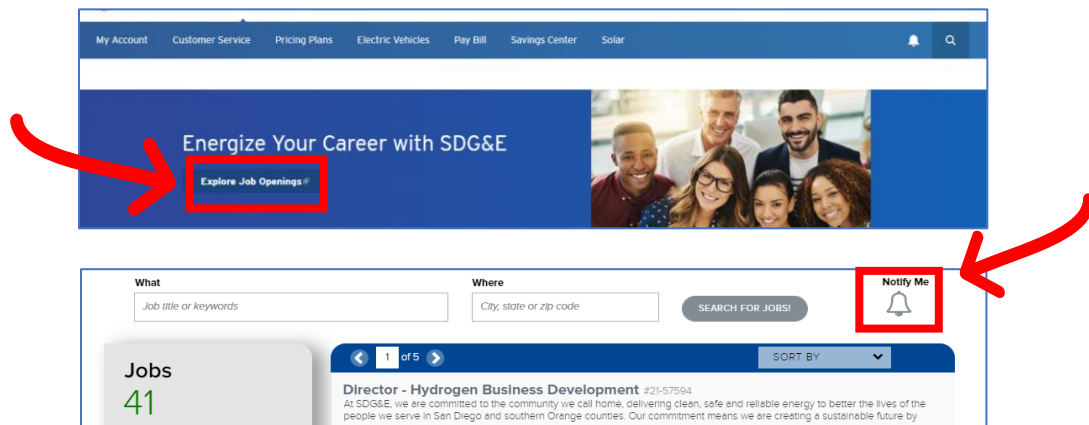 My Account Customer Service Pricing Plans Electric Vehicles Pay Bill Savings Center Solar
Energize Your Career with SDG&E
Explore Job Openings
What Where Notify Me
Job title or keywords City, state or zip code SEARCH FOR JOBS!
1 of 5 SORT BY
Jobs
41
Director - Hydrogen Business Development #21-57594
At SDG&E, we are committed to the community we call home, delivering clean, safe and reliable energy to better the lives of the
people we serve in San Diego and southern Orange counties. Our commitment means we are creating a sustainable future by